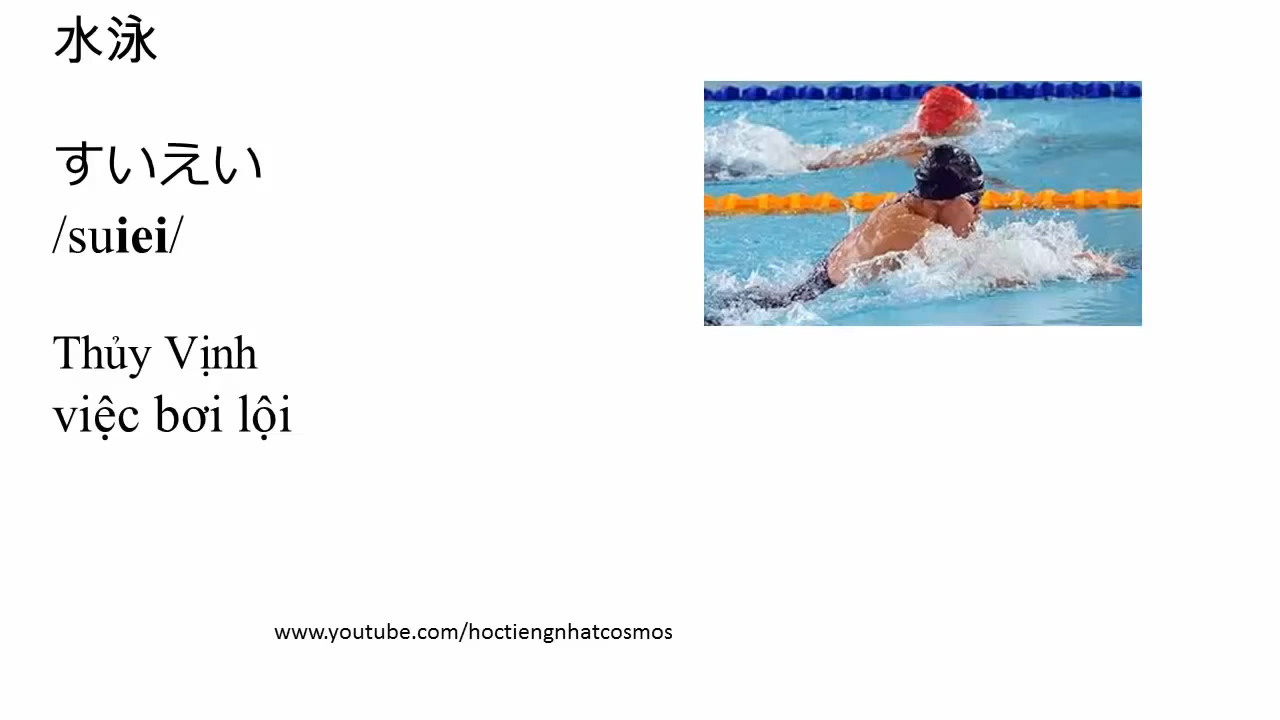 水泳
すいえい
/suiei/
Thủy Vịnh
việc bơi lội
www.youtube.com/hoctiengnhatcosmos